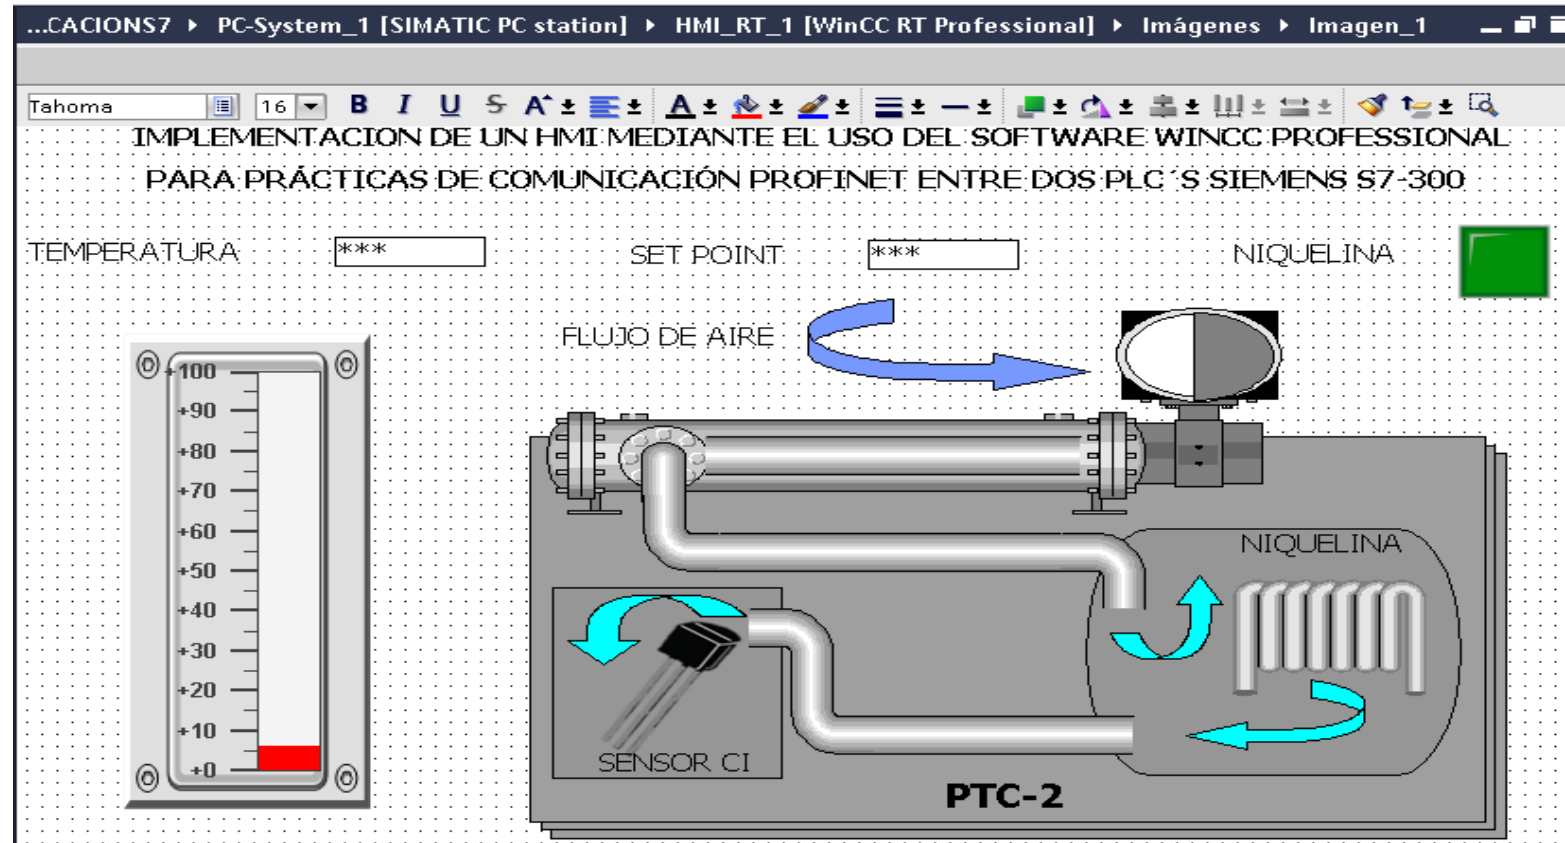 ...CACIONS7 ▸ PC-System_1 [SIMATIC PC station] ▸ HMI_RT_1 [WinCC RT Professional] ▸ Imágenes ▸ Imagen_1
Tahoma 16 B I U S A A
IMPLEMENTACION DE UN HMI MEDIANTE EL USO DEL SOFTWARE WINCC PROFESSIONAL
PARA PRÁCTICAS DE COMUNICACIÓN PROFINET ENTRE DOS PLC´S SIEMENS S7-300
TEMPERATURA *** SET POINT *** NIQUELINA
FLUJO DE AIRE
+100
+90
+80
+70
+60
+50
+40
+30
+20
+10
+0
NIQUELINA
SENSOR CI
PTC-2